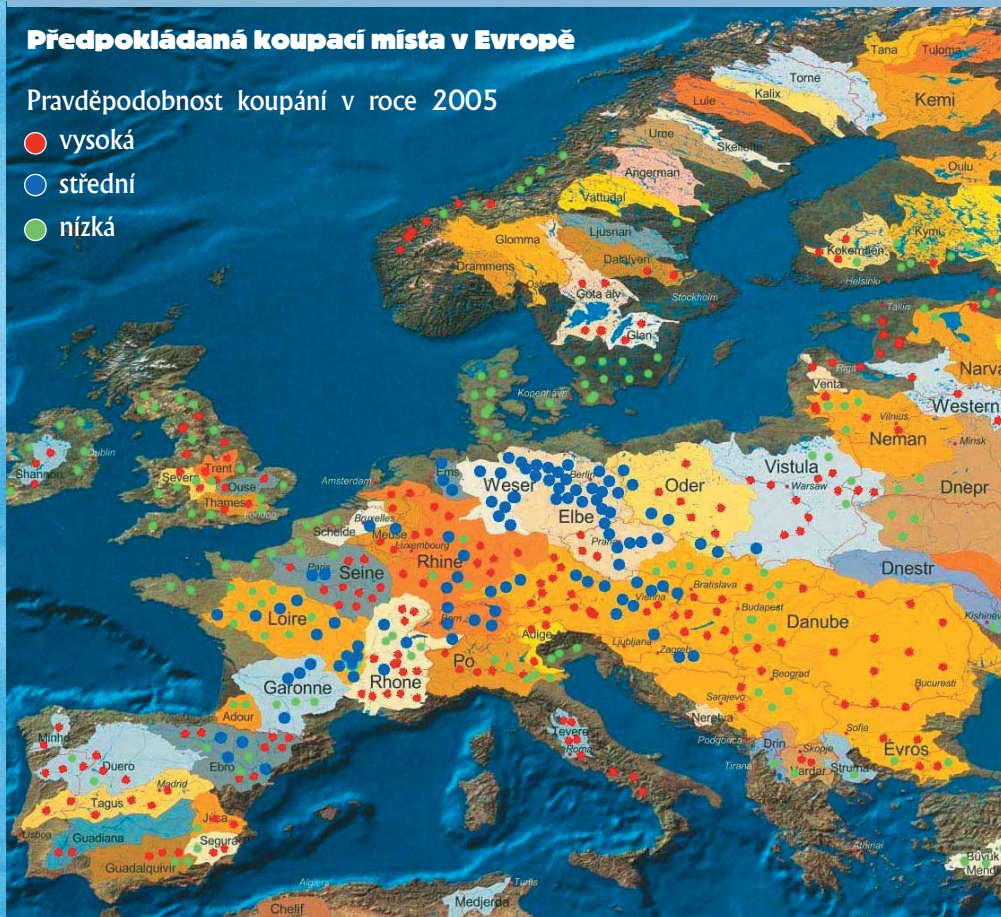 Předpokládaná koupací místa v Evropě
Pravděpodobnost koupání v roce 2005
vysoká
střední
nízká
Tana
Tuloma
Torne
Kalix
Kemi
Lule
Ume
Skellefte
Oulu
Angerman
Vattudal
Kymi
Kokemäen
Ljusnan
Glomma
Dalälven
Drammens
Oslo
Helsinki
Göta älv
Stockholm
Tallin
Glan
Narva
Riga
Venta
København
Western
Vilnius
Neman
Minsk
Dublin
Shannon
Trent
Severn
Ouse
Thames
London
Amsterdam
Ems
Weser
Berlin
Oder
Vistula
Warsaw
Dnepr
Elbe
Bruxelles
Schelde
Meuse
Luxembourg
Praha
Rhine
Dnestr
Paris
Seine
Vienna
Bratislava
Budapest
Kishinev
Loire
Bern
Danube
Adige
Ljubljana
Zagreb
Po
Rhone
Garonne
Beograd
Bucuresti
Adour
Sarajevo
Neretva
Sofia
Minho
Tevere
Roma
Podgorica
Drin
Skopje
Evros
Duero
Ebro
Tirana
Vardar
Struma
Madrid
Tagus
Lisboa
Júcar
Guadiana
Segura
Guadalquivir
Athinai
Büyük
Mende
Algiers
Tunis
Medjerda
Chelif